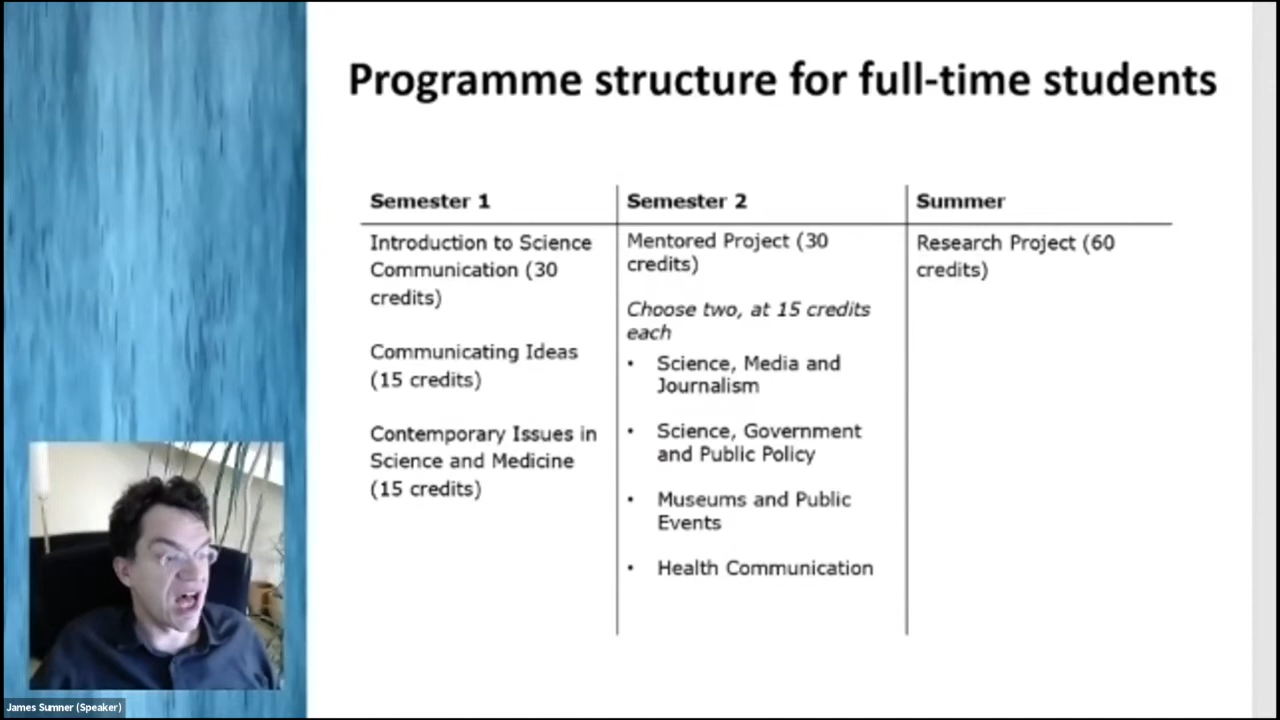 Programme structure for full-time students
Semester 1
Introduction to Science
Communication (30
credits)
Communicating Ideas
(15 credits)
Contemporary Issues in
Science and Medicine
(15 credits)
Semester 2
Mentored Project (30
credits)
Choose two, at 15 credits
each
• Science, Media and
Journalism
• Science, Government
and Public Policy
• Museums and Public
Events
• Health Communication
Summer
Research Project (60
credits)
James Sumner (Speaker)